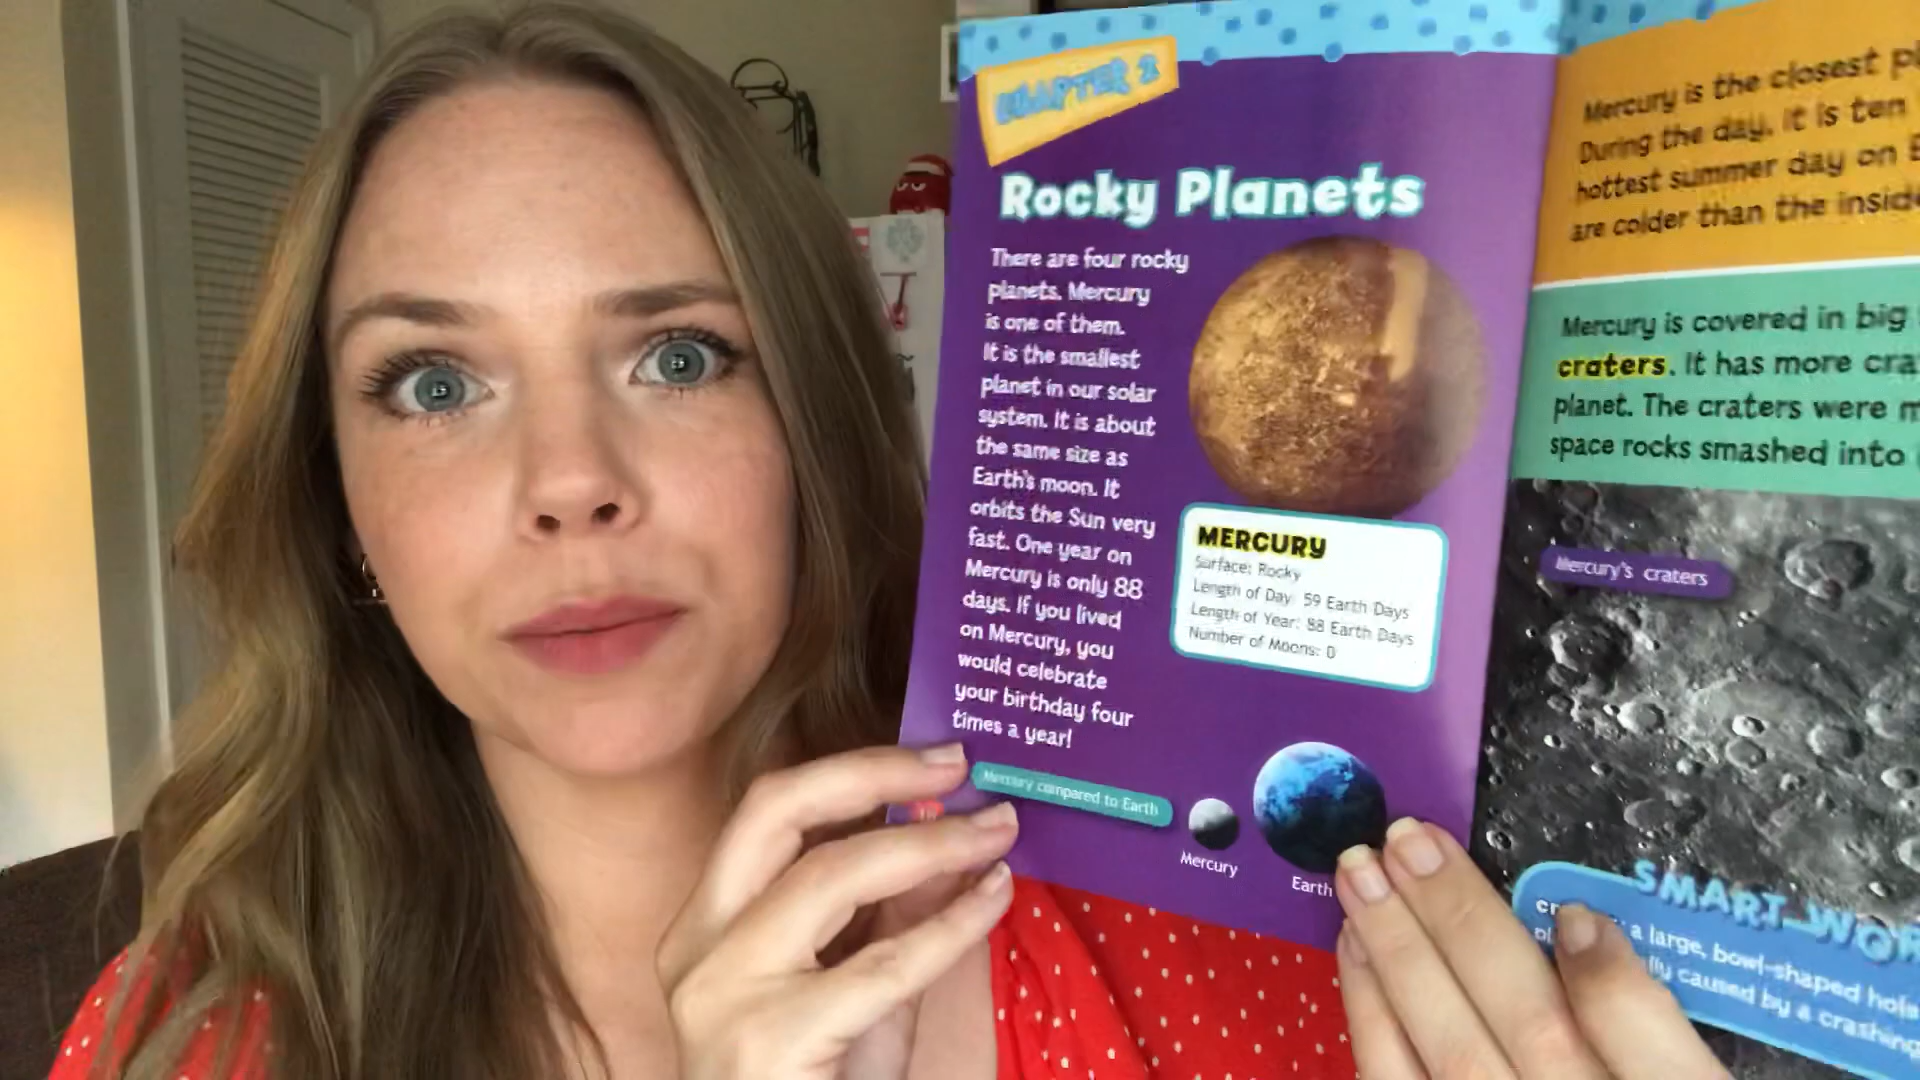 CHAPTER 2
Rocky Planets
There are four rocky
planets. Mercury
is one of them.
It is the smallest
planet in our solar
system. It is about
the same size as
Earth's moon. It
orbits the Sun very
fast. One year on
Mercury is only 88
days. If you lived
on Mercury, you
would celebrate
your birthday four
times a year!
MERCURY
Surface: Rocky
Length of Day: 59 Earth Days
Length of Year: 88 Earth Days
Number of Moons: 0
Mercury compared to Earth
Mercury
Earth
Mercury is the closest
During the day, it is ten
hottest summer day on
are colder than the
Mercury is covered in big
craters. It has more
planet. The craters were
space rocks smashed into
Mercury's craters
SMART
a large, bowl-shaped
caused by a